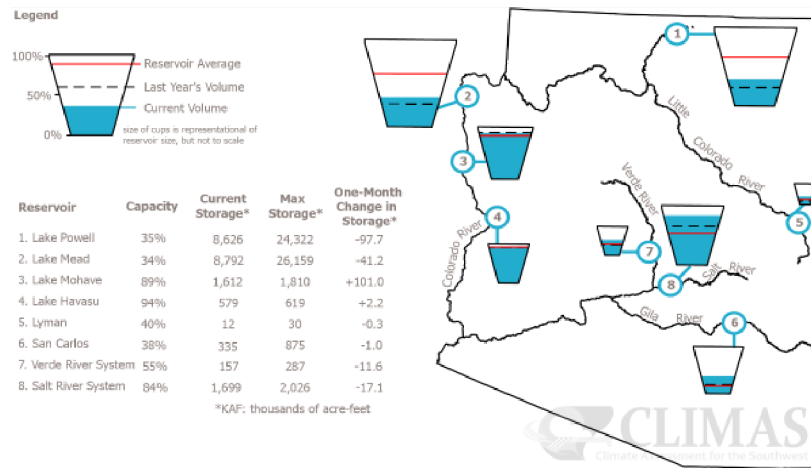 Legend
100%
50%
0%
Reservoir Average
Last Year's Volume
Current Volume
size of cups is representational of
reservoir size, but not to scale
Reservoir Capacity Current Storage* Max Storage* One-Month Change in Storage*
1. Lake Powell 35% 8,626 24,322 -97.7
2. Lake Mead 34% 8,792 26,159 -41.2
3. Lake Mohave 89% 1,612 1,810 +101.0
4. Lake Havasu 94% 579 619 +2.2
5. Lyman 40% 12 30 -0.3
6. San Carlos 38% 335 875 -1.0
7. Verde River System 55% 157 287 -11.6
8. Salt River System 84% 1,699 2,026 -17.1
*KAF: thousands of acre-feet
1
2
3
4
5
6
7
8
Little Colorado River
Verde River
Colorado River
Salt River
Gila River
CLIMAS
Climate Assessment for the Southwest